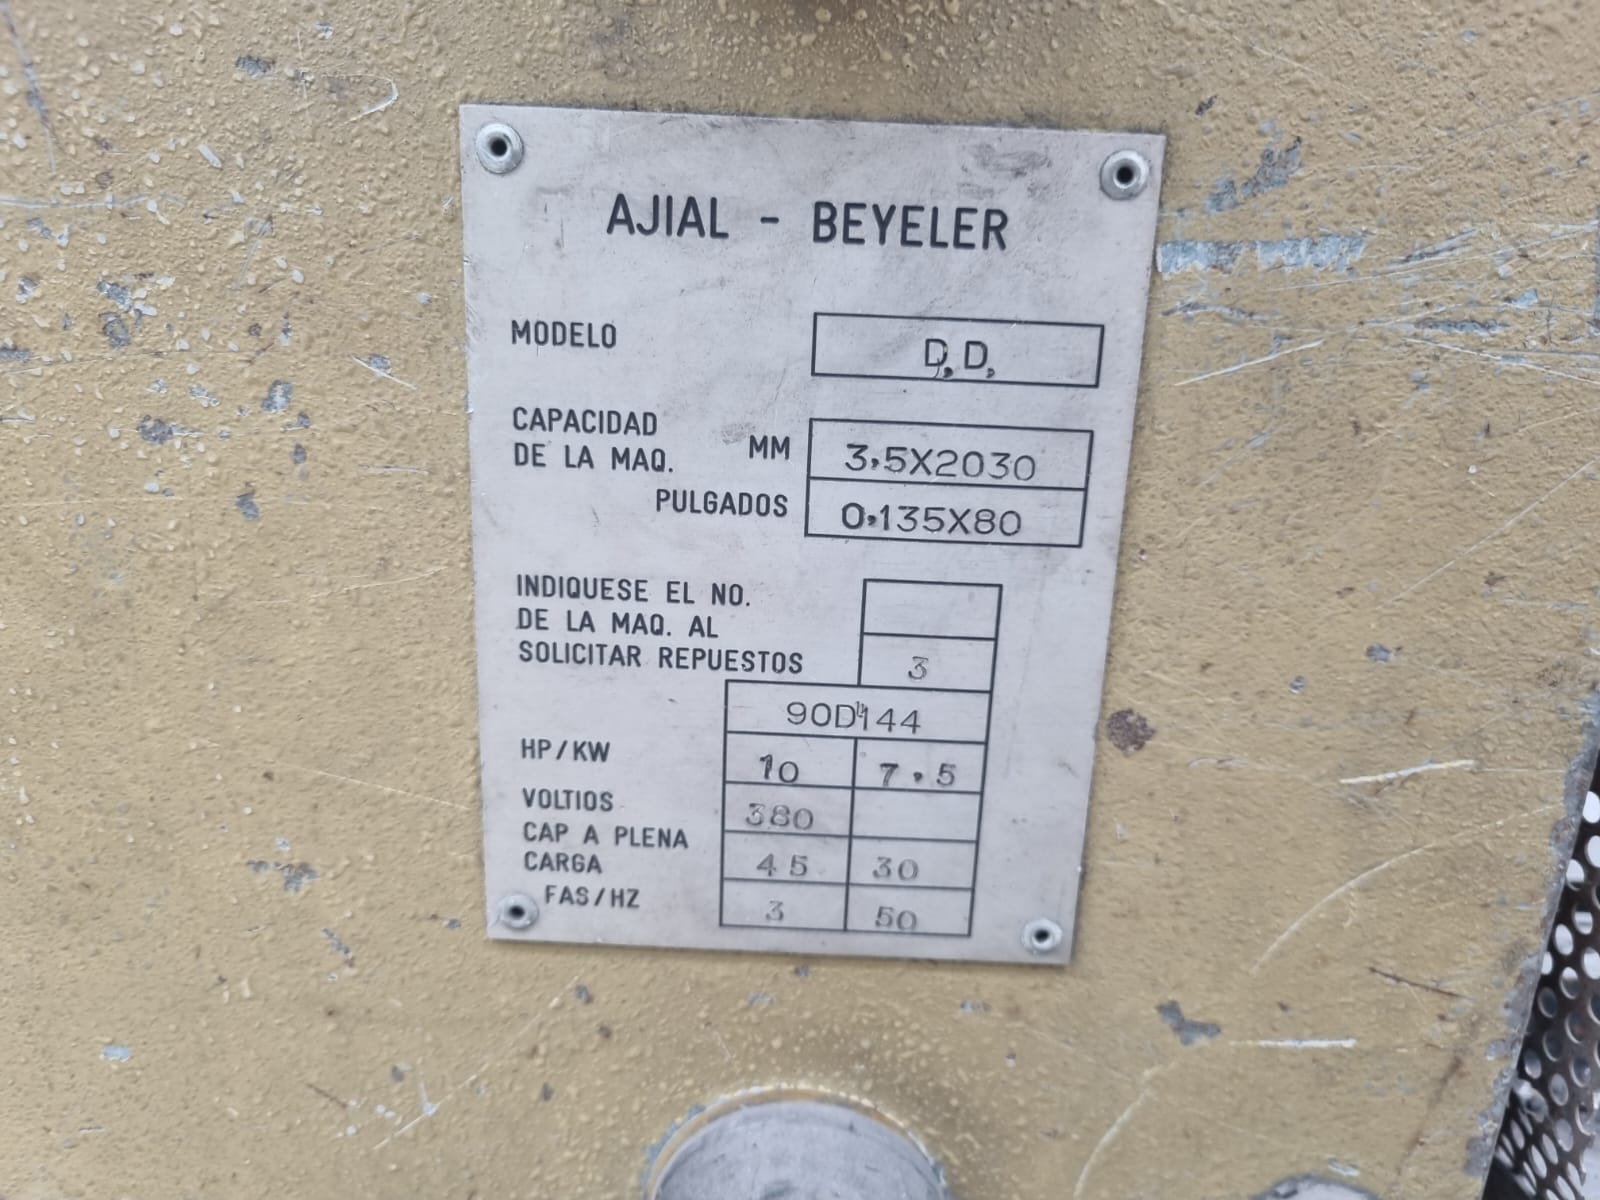 AJIAL - BEYELER
MODELO D,D,
CAPACIDAD
DE LA MAQ. MM 3,5X2030
PULGADOS 0,135X80
INDIQUESE EL NO.
DE LA MAQ. AL
SOLICITAR REPUESTOS 3
90D144
HP/KW 10 7,5
VOLTIOS 380
CAP A PLENA
CARGA 45 30
FAS/HZ 3 50